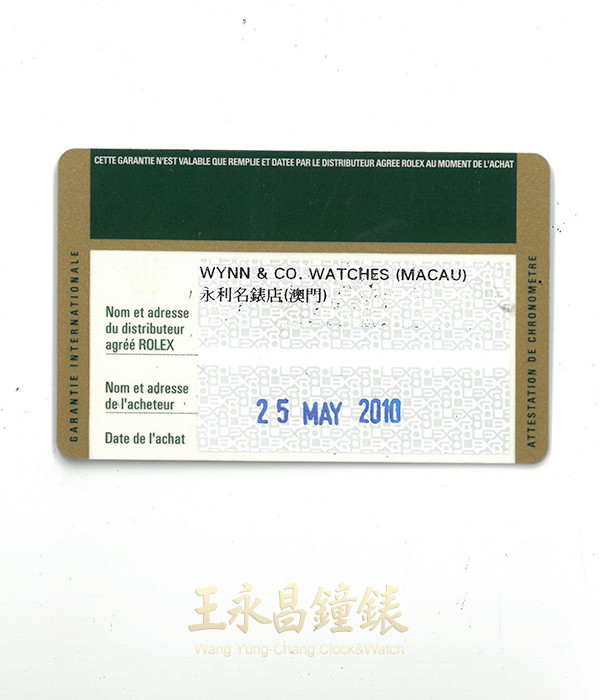 CETTE GARANTIE N'EST VALABLE QUE REMPLIE ET DATEE PAR LE DISTRIBUTEUR AGREE ROLEX AU MOMENT DE L'ACHAT
GARANTIE INTERNATIONALE
WYNN & CO. WATCHES (MACAU)
永利名錶店(澳門)
Nom et adresse
du distributeur
agréé ROLEX
Nom et adresse
de l'acheteur
25 MAY 2010
Date de l'achat
ATTESTATION DE CHRONOMETRE
王永昌鐘錶
Wang Yung-Chang Clock&Watch